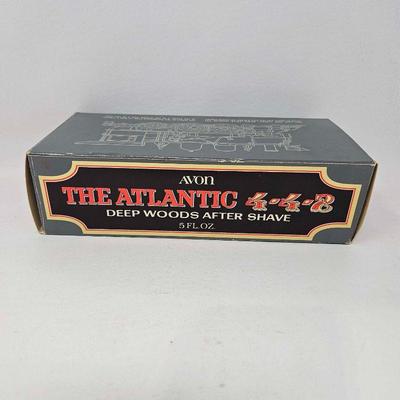 AVON
THE ATLANTIC 4-4-2
DEEP WOODS AFTER SHAVE
5 FL OZ